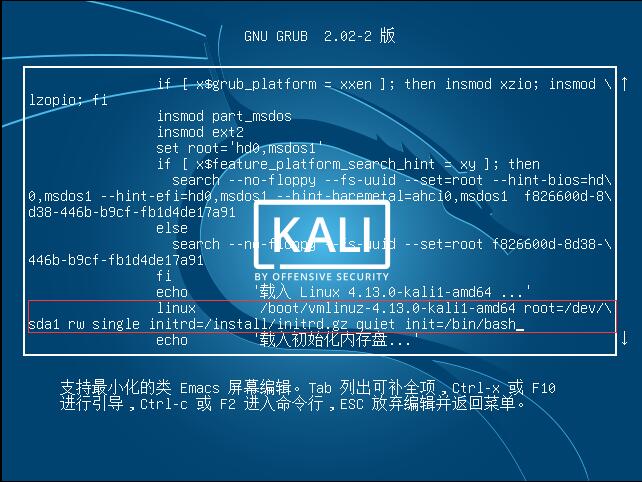 GNU GRUB 2.02-2 版
if [ x$grub_platform = xxen ]; then insmod xzio; insmod \
lzopio; fi
insmod part_msdos
insmod ext2
set root='hd0,msdos1'
if [ x$feature_platform_search_hint = xy ]; then
search --no-floppy --fs-uuid --set=root --hint-bios=hd\
0,msdos1 --hint-efi=hd0,msdos1 --hint-baremetal=ahci0,msdos1 f826600d-8\
d38-446b-b9cf-fb1d4de17a91
else
search --no-floppy --fs-uuid --set=root f826600d-8d38-\
446b-b9cf-fb1d4de17a91
fi
echo '载入 Linux 4.13.0-kali1-amd64 ...'
linux /boot/vmlinuz-4.13.0-kali1-amd64 root=/dev/\
sda1 rw single initrd=/install/initrd.gz quiet init=/bin/bash_
echo '载入初始化内存盘...'
KALI
BY OFFENSIVE SECURITY
支持最小化的类 Emacs 屏幕编辑。Tab 列出可补全项，Ctrl-x 或 F10
进行引导，Ctrl-c 或 F2 进入命令行，ESC 放弃编辑并返回菜单。